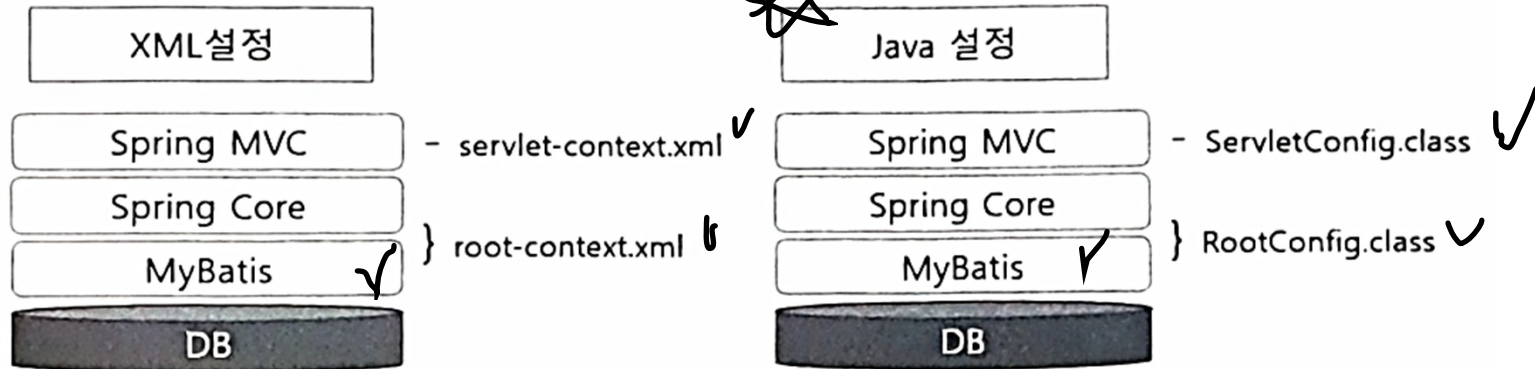 XML설정
Spring MVC
- servlet-context.xml
Spring Core
MyBatis
} root-context.xml
DB
Java 설정
Spring MVC
- ServletConfig.class
Spring Core
MyBatis
} RootConfig.class
DB